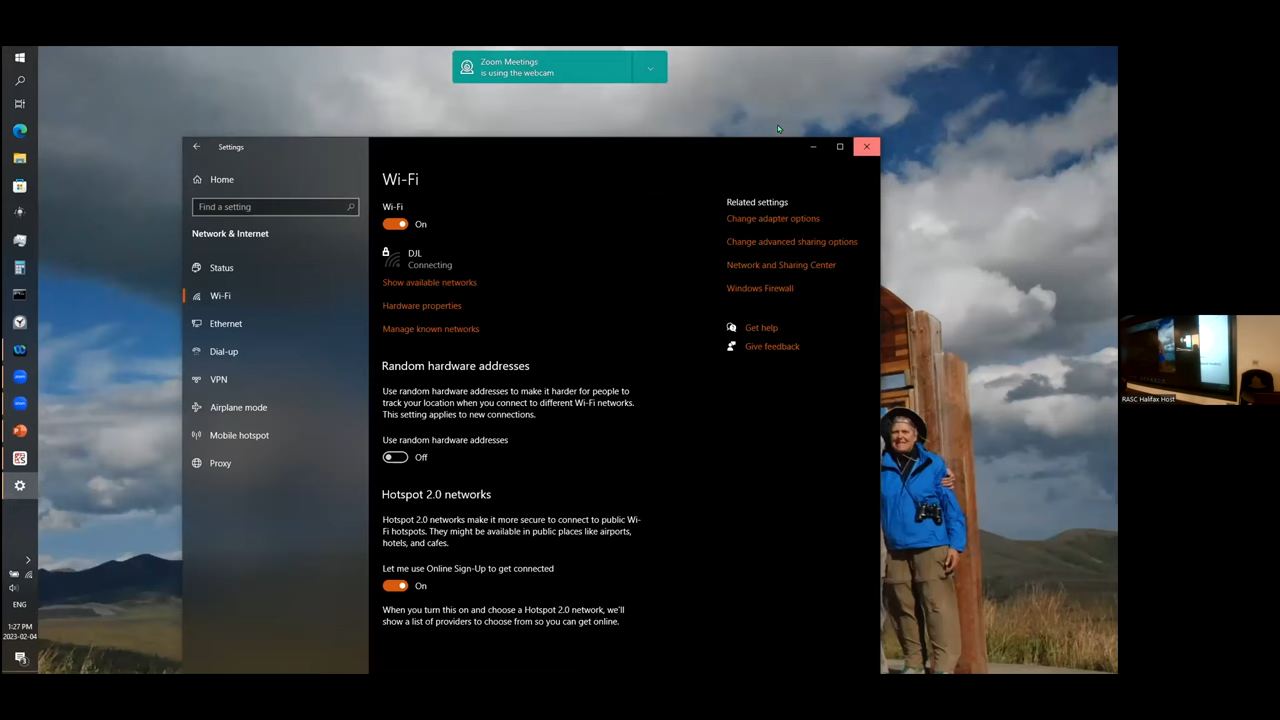 Zoom Meetings
is using the webcam
Settings
Home
Find a setting
Network & Internet
Status
Wi-Fi
Ethernet
Dial-up
VPN
Airplane mode
Mobile hotspot
Proxy
Wi-Fi
Wi-Fi
On
DJL
Connecting
Show available networks
Hardware properties
Manage known networks
Random hardware addresses
Use random hardware addresses to make it harder for people to
track your location when you connect to different Wi-Fi networks.
This setting applies to new connections.
Use random hardware addresses
Off
Hotspot 2.0 networks
Hotspot 2.0 networks make it more secure to connect to public Wi-
Fi hotspots. They might be available in public places like airports,
hotels, and cafes.
Let me use Online Sign-Up to get connected
On
When you turn this on and choose a Hotspot 2.0 network, we'll
show a list of providers to choose from so you can get online.
Related settings
Change adapter options
Change advanced sharing options
Network and Sharing Center
Windows Firewall
Get help
Give feedback
ENG
1:27 PM
2023-02-04
RASC Halifax Host